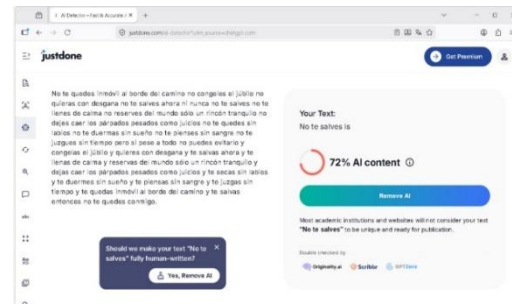 AI Detector – Fast & Accurate
justdone
Get Premium
No te quedes inmóvil al borde del camino no congeles el júbilo no
quieras con desgana no te salves ahora ni nunca no te salves no te
llenes de calma no reserves del mundo sólo un rincón tranquilo no
dejes caer los párpados pesados como juicios no te quedes sin
labios no te duermas sin sueño no te pienses sin sangre no te
juzgues sin tiempo pero si pese a todo no puedes evitarlo y
congelas el júbilo y quieres con desgana y te salvas ahora y te
llenas de calma y reservas del mundo sólo un rincón tranquilo y
dejas caer los párpados pesados como juicios y te secas sin labios
y te duermes sin sueño y te piensas sin sangre y te juzgas sin
tiempo y te quedas inmóvil al borde del camino y te salvas
entonces no te quedes conmigo.
Should we make your text "No te
salves" fully human-written?
Yes, Remove AI
Your Text:
No te salves is
72% AI content
Remove AI
Most academic institutions and websites will not consider your text
"No te salves" to be unique and ready for publication.
Double checked by
Originality.ai Scribbr GPTZero